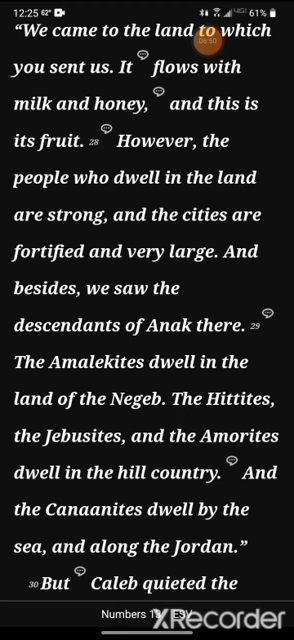 12:25 62° 4G 61%
“We came to the land to which
06:50
you sent us. It flows with
milk and honey, and this is
its fruit. 28 However, the
people who dwell in the land
are strong, and the cities are
fortified and very large. And
besides, we saw the
descendants of Anak there. 29
The Amalekites dwell in the
land of the Negeb. The Hittites,
the Jebusites, and the Amorites
dwell in the hill country. And
the Canaanites dwell by the
sea, and along the Jordan.”
30 But Caleb quieted the
Numbers 13 ESV
XRecorder